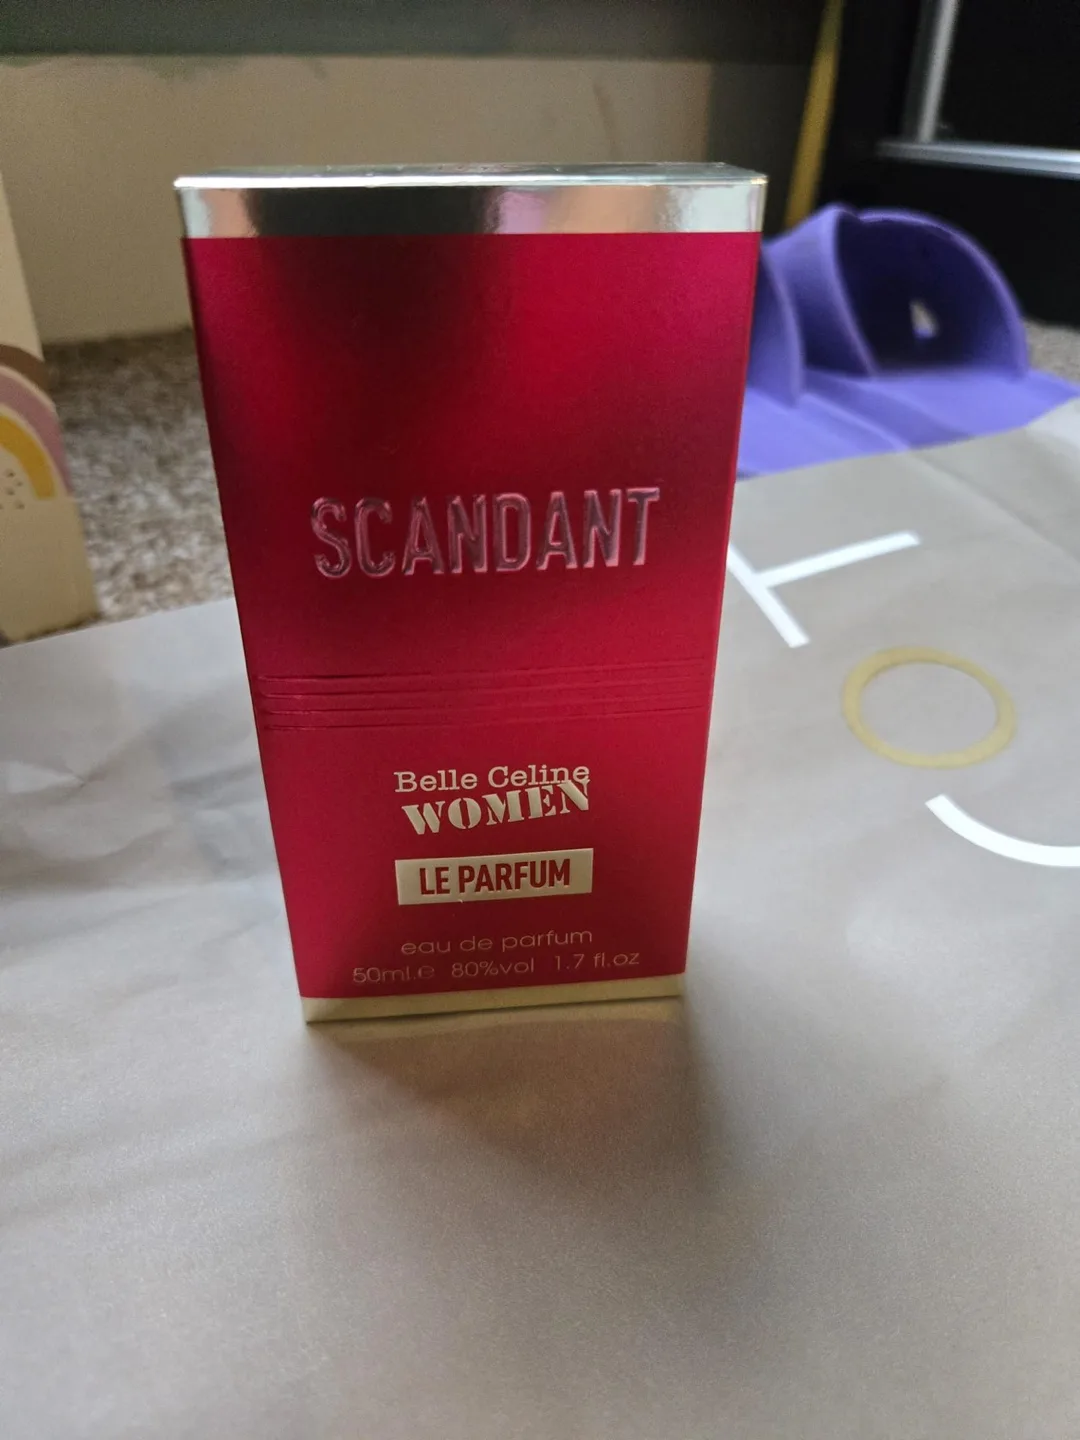 SCANDANT
Belle Celine
WOMEN
LE PARFUM
eau de parfum
50ml.e 80%vol 1.7 fl.oz